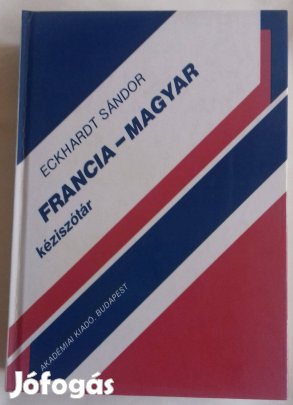 ECKHARDT SÁNDOR
FRANCIA–MAGYAR
kéziszótár
AKADÉMIAI KIADÓ, BUDAPEST
Jófogás